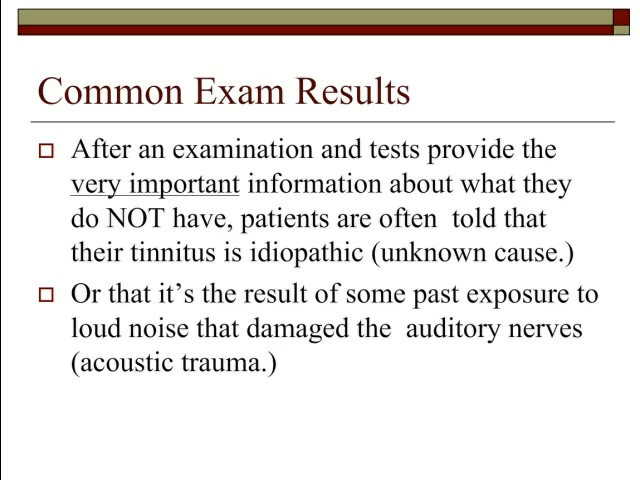 Common Exam Results
After an examination and tests provide the
very important information about what they
do NOT have, patients are often  told that
their tinnitus is idiopathic (unknown cause.)
Or that it’s the result of some past exposure to
loud noise that damaged the  auditory nerves
(acoustic trauma.)